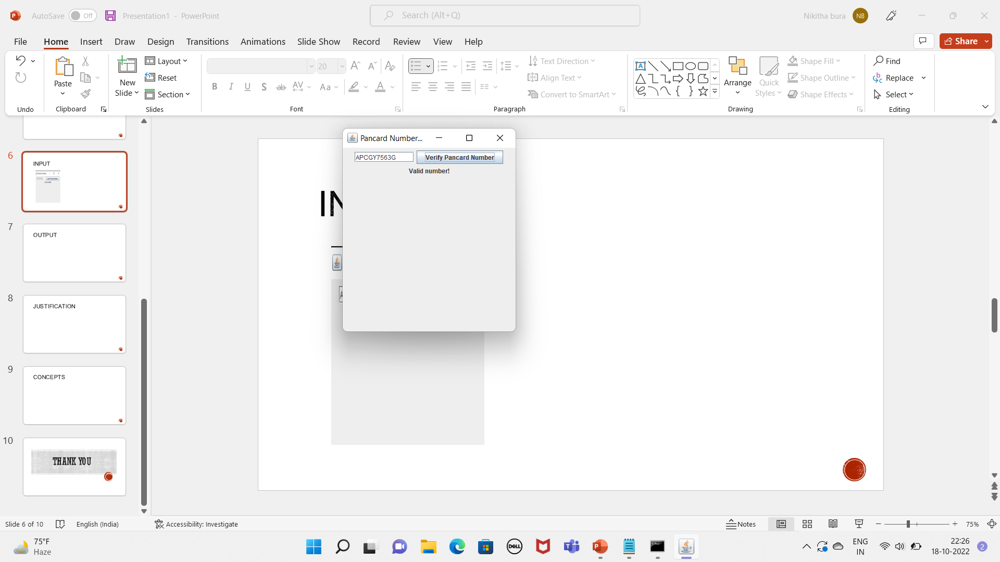 AutoSave Off Presentation1 - PowerPoint
Search (Alt+Q)
Nikitha bura NB
File Home Insert Draw Design Transitions Animations Slide Show Record Review View Help
Share
Undo
Paste
Clipboard
New
Slide
Layout
Reset
Section
Slides
20
B I U S ab AV Aa A
Font
Text Direction
Align Text
Convert to SmartArt
Paragraph
Arrange
Quick
Styles
Shape Fill
Shape Outline
Shape Effects
Drawing
Find
Replace
Select
Editing
6
INPUT
7
OUTPUT
8
JUSTIFICATION
9
CONCEPTS
10
THANK YOU
Pancard Number...
APCGY7563G Verify Pancard Number
Valid number!
IN
Slide 6 of 10 English (India) Accessibility: Investigate
Notes
75%
75°F
Haze
DELL
ENG
IN
22:26
18-10-2022
2